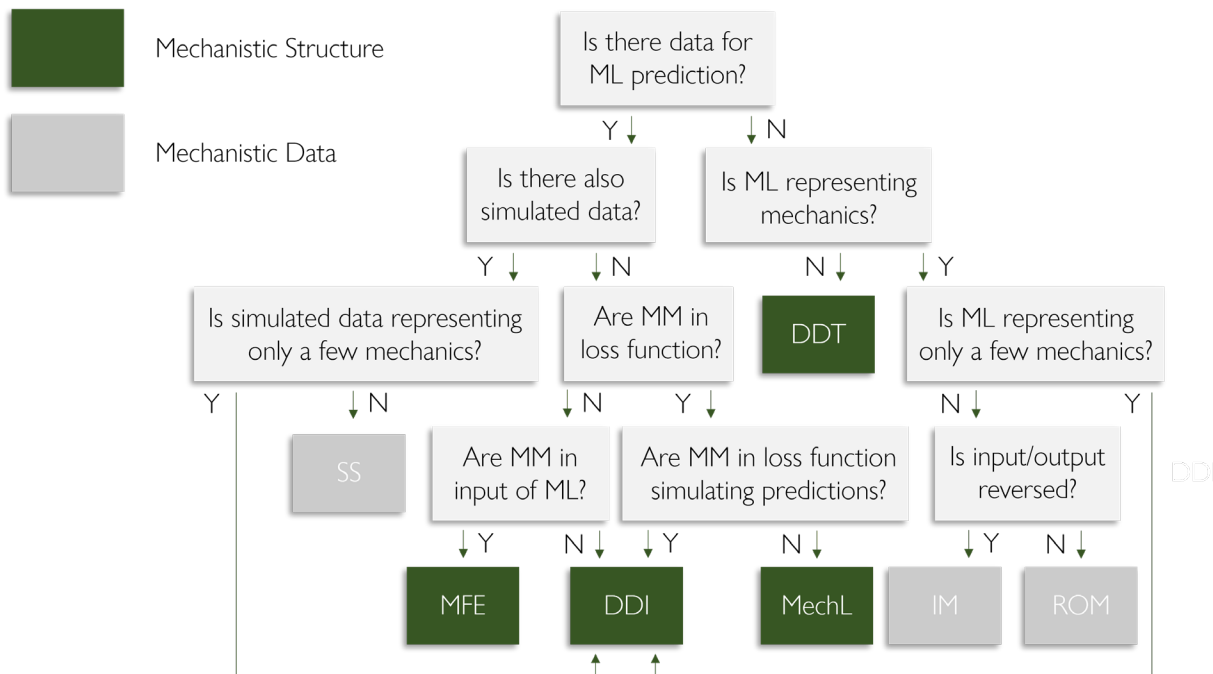 Mechanistic Structure
Mechanistic Data
Is there data for
ML prediction?
Y
N
Is there also
simulated data?
Is ML representing
mechanics?
Y
N
N
Y
Is simulated data representing
only a few mechanics?
Are MM in
loss function?
DDT
Is ML representing
only a few mechanics?
Y
N
N
Y
N
Y
SS
Are MM in
input of ML?
Are MM in loss function
simulating predictions?
Is input/output
reversed?
DDI
Y
N
Y
N
Y
N
MFE
DDI
MechL
IM
ROM